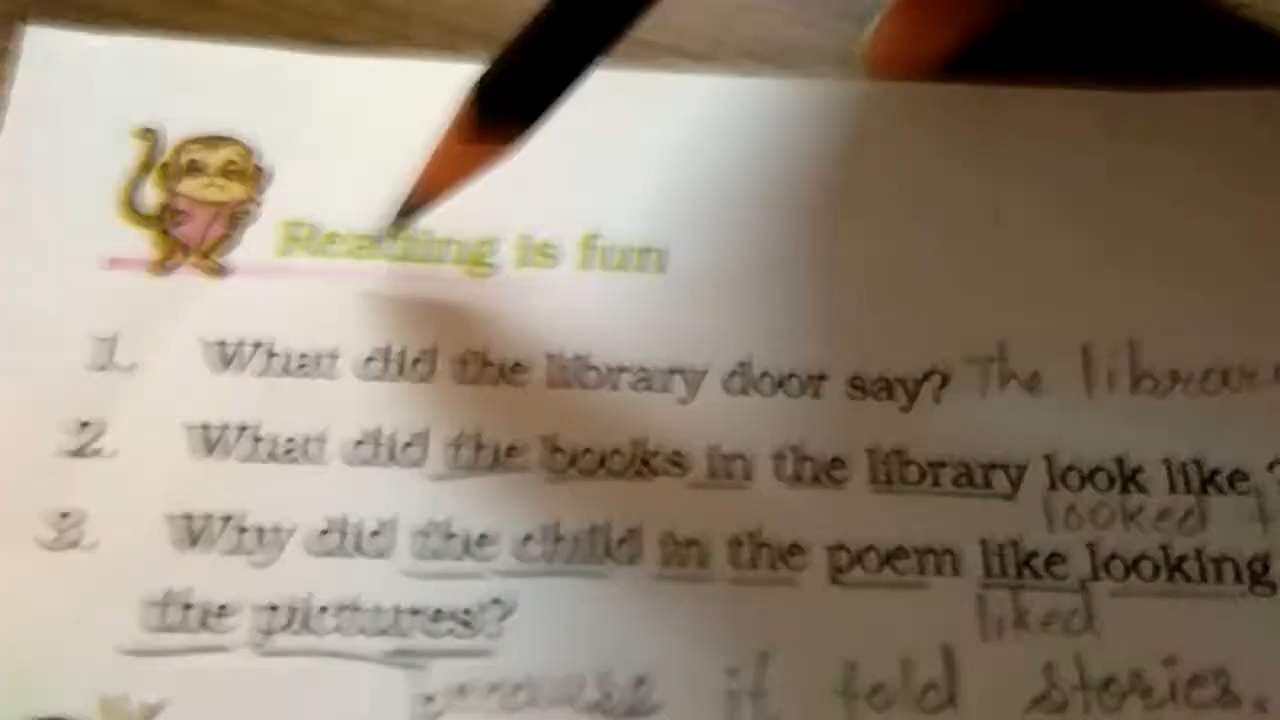 Reading is fun
1. What did the library door say? The library
2. What did the books in the library look like ?
looked
3. Why did the child in the poem like looking
the pictures?
liked
because it told stories.